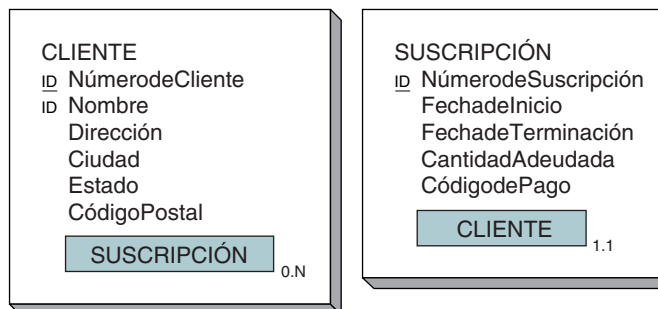 CLIENTE
ID NúmerodeCliente
ID Nombre
Dirección
Ciudad
Estado
CódigoPostal
SUSCRIPCIÓN
0.N
SUSCRIPCIÓN
ID NúmerodeSuscripción
FechadeInicio
FechadeTerminación
CantidadAdeudada
CódigodePago
CLIENTE
1.1